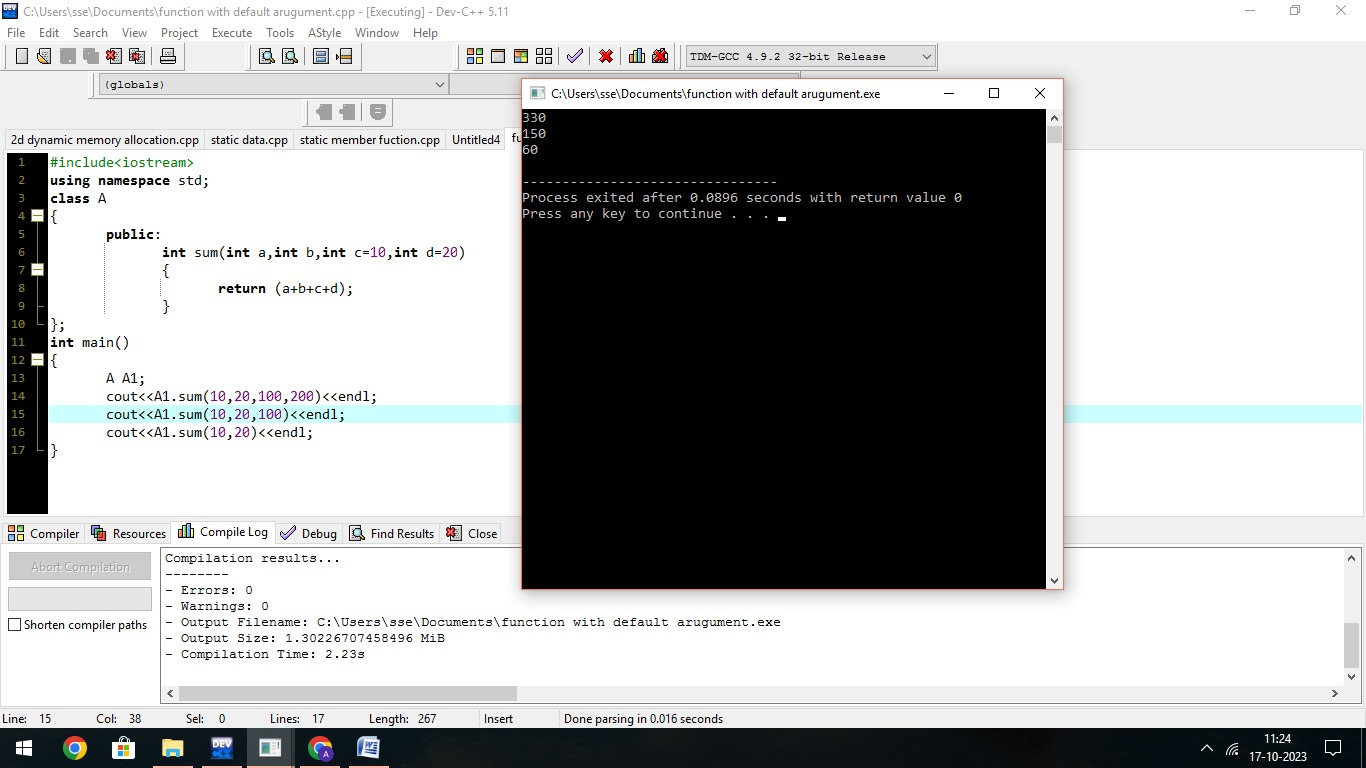 C:\Users\sse\Documents\function with default arugument.cpp - [Executing] - Dev-C++ 5.11
File Edit Search View Project Execute Tools AStyle Window Help
TDM-GCC 4.9.2 32-bit Release
(globals)
2d dynamic memory allocation.cpp static data.cpp static member fuction.cpp Untitled4
1 #include<iostream>
2 using namespace std;
3 class A
4 {
5 public:
6 int sum(int a,int b,int c=10,int d=20)
7 {
8 return (a+b+c+d);
9 }
10 };
11 int main()
12 {
13 A A1;
14 cout<<A1.sum(10,20,100,200)<<endl;
15 cout<<A1.sum(10,20,100)<<endl;
16 cout<<A1.sum(10,20)<<endl;
17 }
C:\Users\sse\Documents\function with default arugument.exe
330
150
60
--------------------------------
Process exited after 0.0896 seconds with return value 0
Press any key to continue . . .
Compiler Resources Compile Log Debug Find Results Close
Abort Compilation
Shorten compiler paths
Compilation results...
--------
- Errors: 0
- Warnings: 0
- Output Filename: C:\Users\sse\Documents\function with default arugument.exe
- Output Size: 1.30226707458496 MiB
- Compilation Time: 2.23s
Line: 15 Col: 38 Sel: 0 Lines: 17 Length: 267 Insert Done parsing in 0.016 seconds
DEV
A
W
11:24
17-10-2023